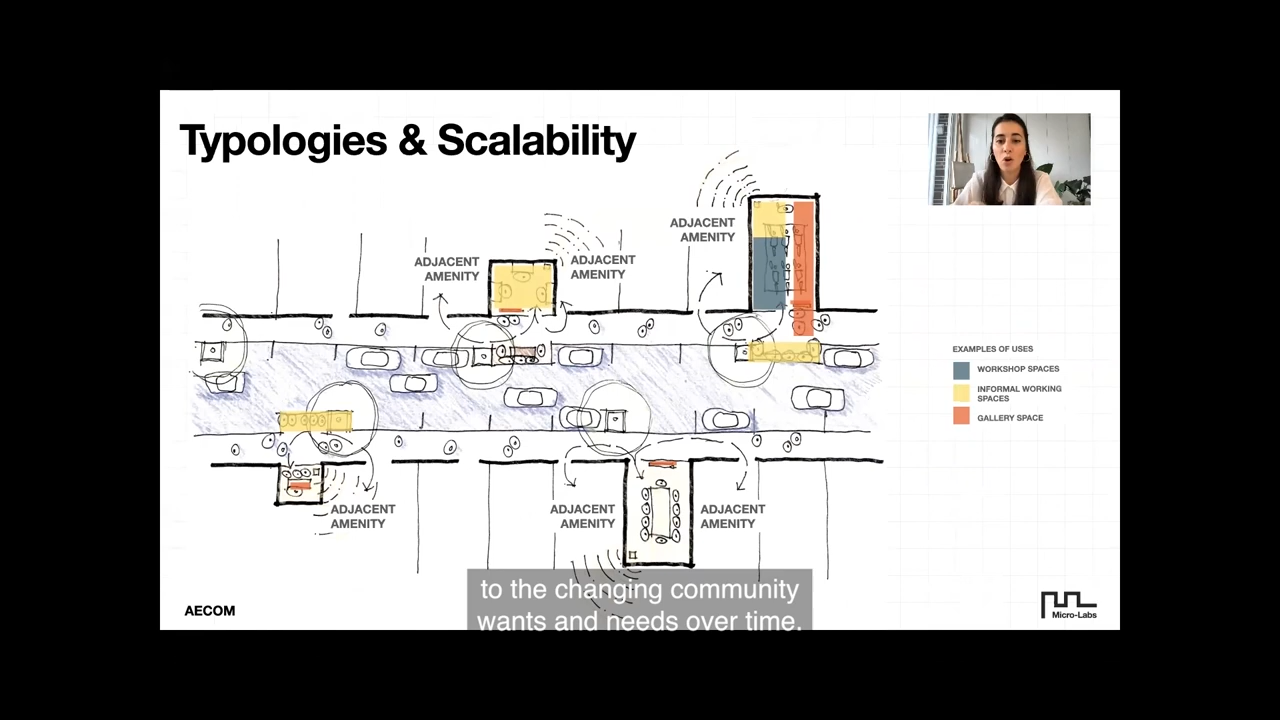 Typologies & Scalability
ADJACENT
AMENITY
ADJACENT
AMENITY
ADJACENT
AMENITY
EXAMPLES OF USES
WORKSHOP SPACES
INFORMAL WORKING
SPACES
GALLERY SPACE
ADJACENT
AMENITY
ADJACENT
AMENITY
ADJACENT
AMENITY
to the changing community
wants and needs over time.
AECOM
Micro-Labs